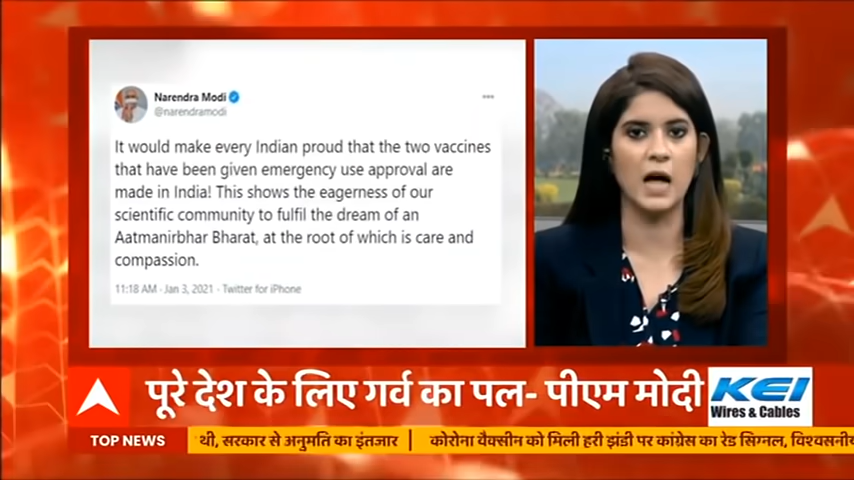 Narendra Modi
@narendramodi
It would make every Indian proud that the two vaccines
that have been given emergency use approval are
made in India! This shows the eagerness of our
scientific community to fulfil the dream of an
Aatmanirbhar Bharat, at the root of which is care and
compassion.
11:18 AM · Jan 3, 2021 · Twitter for iPhone
पूरे देश के लिए गर्व का पल- पीएम मोदी
KEI
Wires & Cables
TOP NEWS
थी, सरकार से अनुमति का इंतजार | कोरोना वैक्सीन को मिली हरी झंडी पर कांग्रेस का रेड सिग्नल,